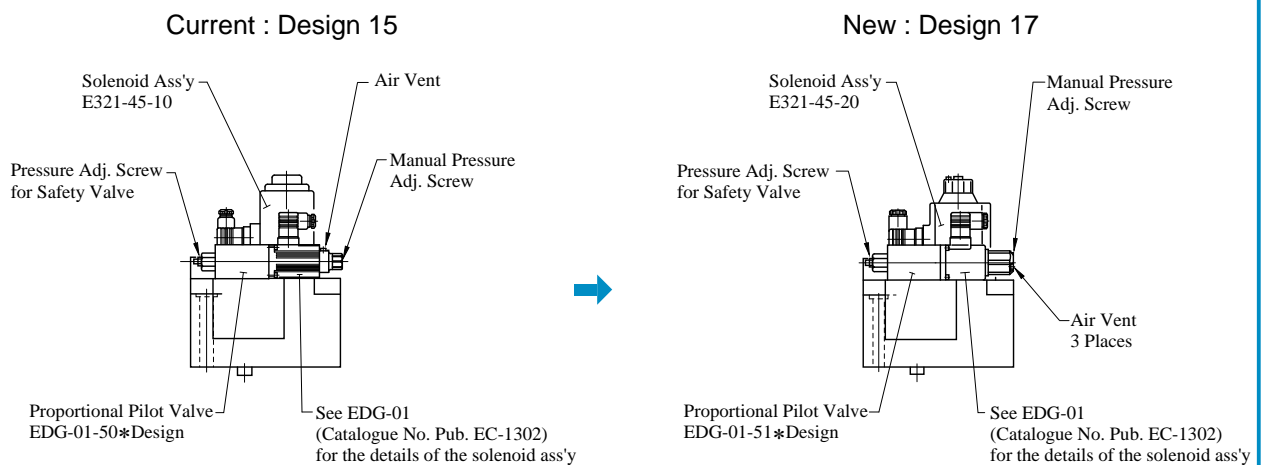 Current : Design 15
Solenoid Ass'y
E321-45-10
Air Vent
Pressure Adj. Screw
for Safety Valve
Manual Pressure
Adj. Screw
Proportional Pilot Valve
EDG-01-50*Design
See EDG-01
(Catalogue No. Pub. EC-1302)
for the details of the solenoid ass'y
New : Design 17
Solenoid Ass'y
E321-45-20
Manual Pressure
Adj. Screw
Pressure Adj. Screw
for Safety Valve
Air Vent
3 Places
Proportional Pilot Valve
EDG-01-51*Design
See EDG-01
(Catalogue No. Pub. EC-1302)
for the details of the solenoid ass'y